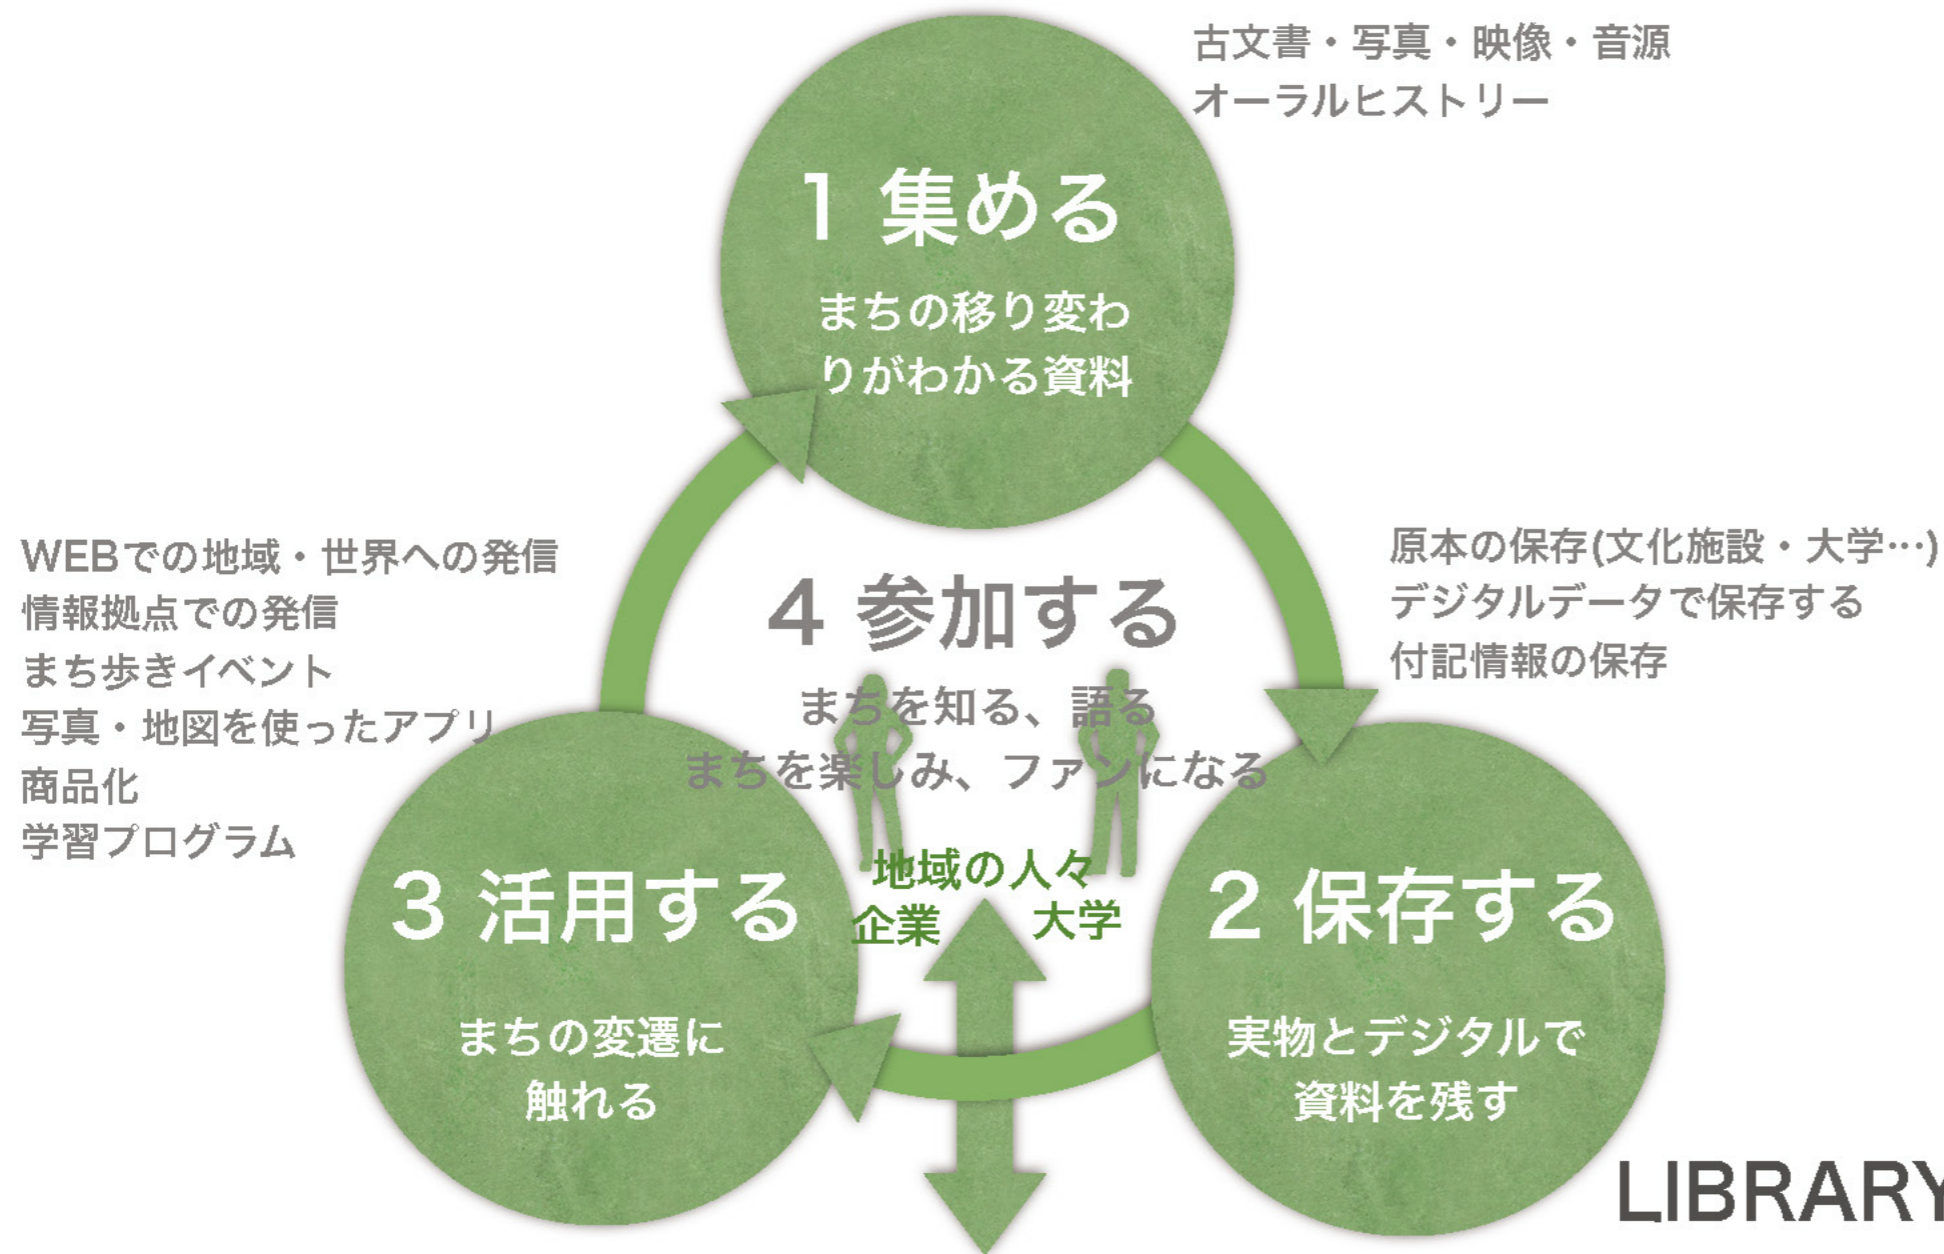 古文書・写真・映像・音源
オーラルヒストリー
1 集める
まちの移り変わ
りがわかる資料
WEBでの地域・世界への発信
情報拠点での発信
まち歩きイベント
写真・地図を使ったアプリ
商品化
学習プログラム
4 参加する
まちを知る、語る
まちを楽しみ、ファンになる
地域の人々
企業 大学
原本の保存(文化施設・大学…)
デジタルデータで保存する
付記情報の保存
3 活用する
まちの変遷に
触れる
2 保存する
実物とデジタルで
資料を残す
LIBRARY